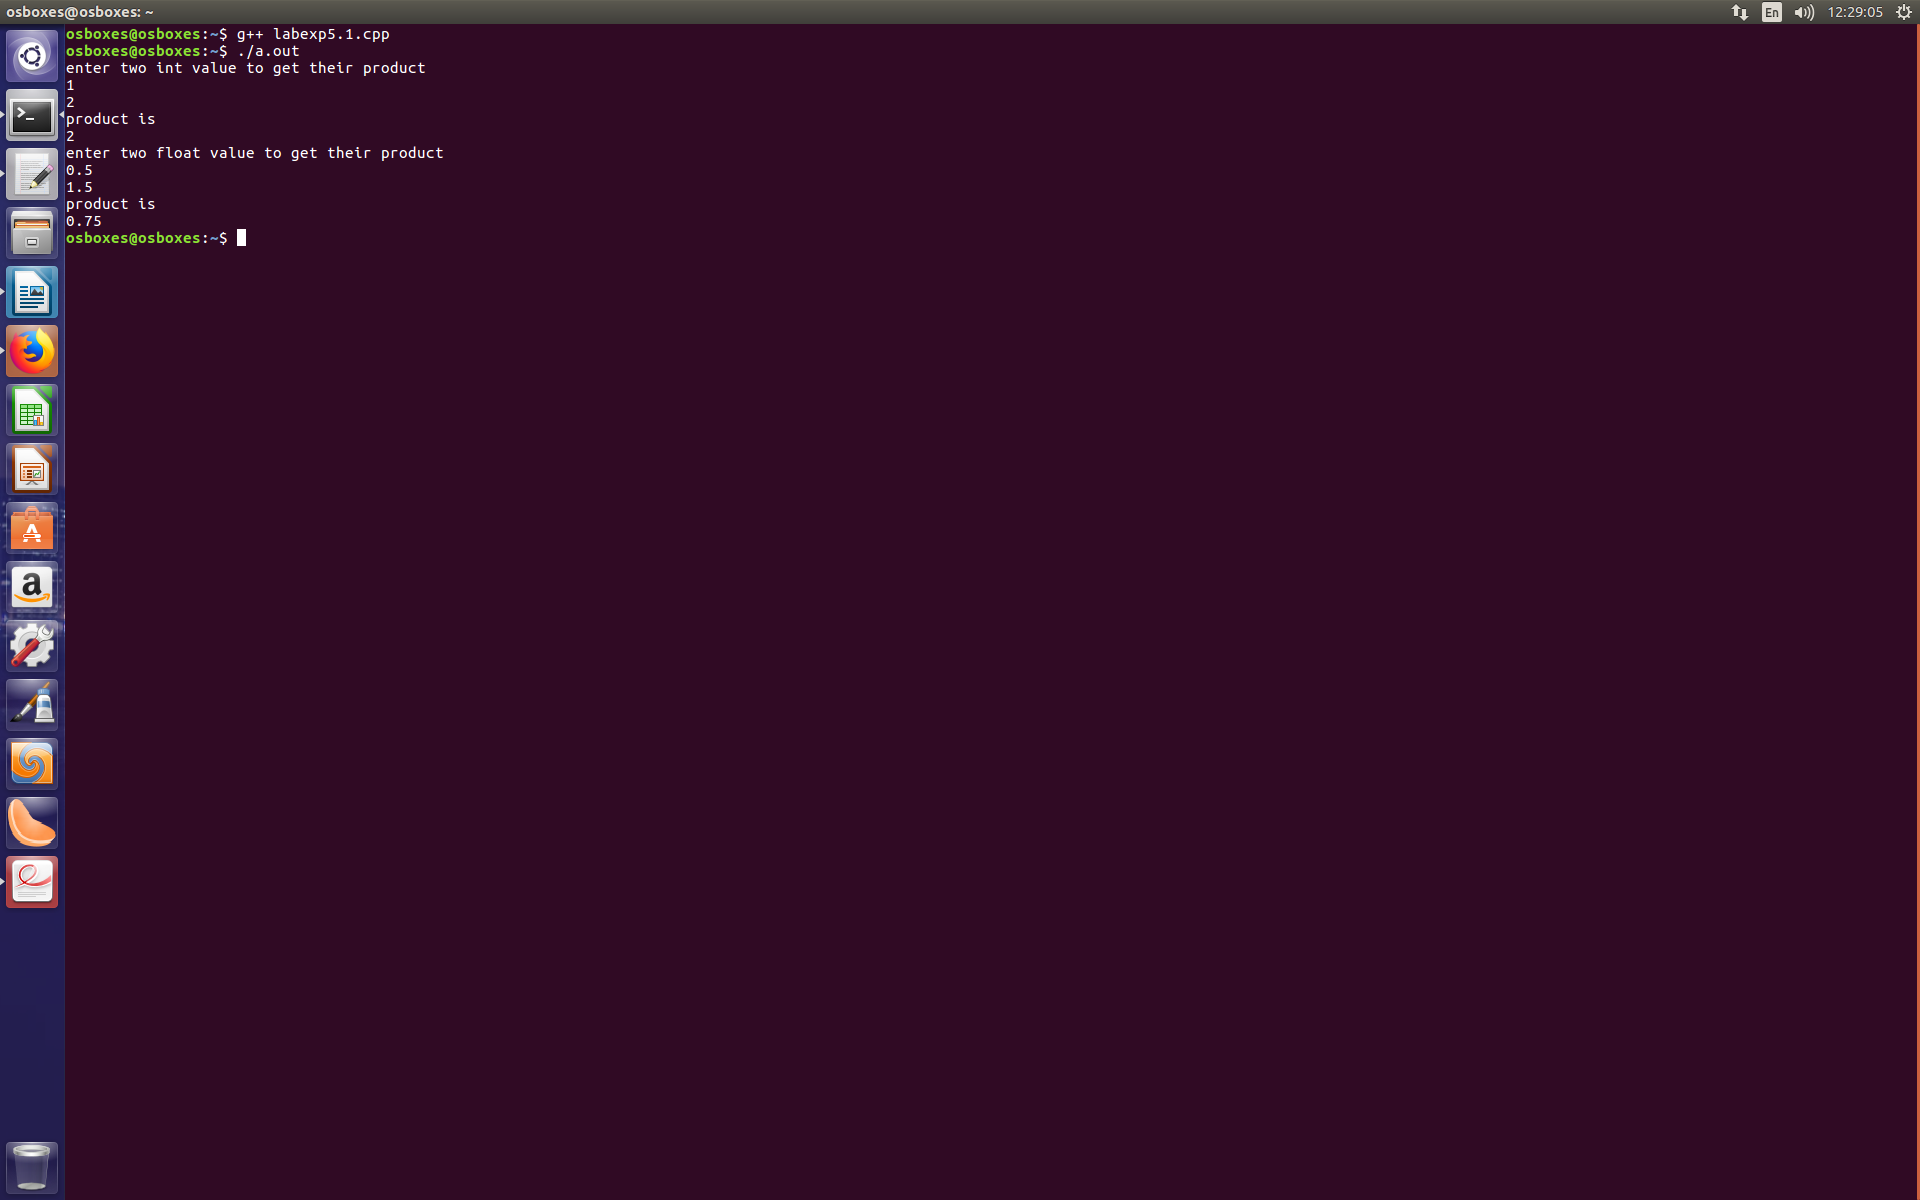 osboxes@osboxes: ~
En
12:29:05
osboxes@osboxes:~$ g++ labexp5.1.cpp
osboxes@osboxes:~$ ./a.out
enter two int value to get their product
1
2
product is
2
enter two float value to get their product
0.5
1.5
product is
0.75
osboxes@osboxes:~$